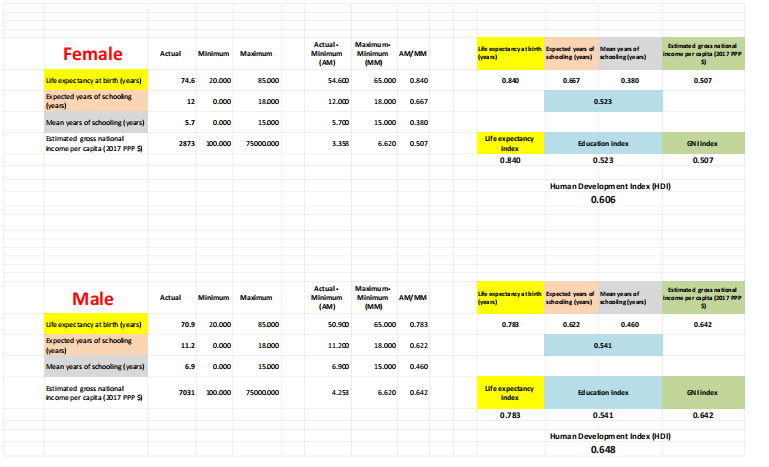 Female Actual Minimum Maximum Actual-Minimum (AM) Maximum-Minimum (MM) AM/MM
Life expectancy at birth (years) 74.6 20.000 85.000 54.600 65.000 0.840
Expected years of schooling (years) 12 0.000 18.000 12.000 18.000 0.667
Mean years of schooling (years) 5.7 0.000 15.000 5.700 15.000 0.380
Estimated gross national income per capita (2017 PPP $) 2873 100.000 75000.000 3.358 6.620 0.507
Life expectancy at birth (years) Expected years of schooling (years) Mean years of schooling (years) Estimated gross national income per capita (2017 PPP $)
0.840 0.667 0.380 0.507
0.523
Life expectancy index Education index GNI index
0.840 0.523 0.507
Human Development Index (HDI)
0.606
Male Actual Minimum Maximum Actual-Minimum (AM) Maximum-Minimum (MM) AM/MM
Life expectancy at birth (years) 70.9 20.000 85.000 50.900 65.000 0.783
Expected years of schooling (years) 11.2 0.000 18.000 11.200 18.000 0.622
Mean years of schooling (years) 6.9 0.000 15.000 6.900 15.000 0.460
Estimated gross national income per capita (2017 PPP $) 7031 100.000 75000.000 4.253 6.620 0.642
Life expectancy at birth (years) Expected years of schooling (years) Mean years of schooling (years) Estimated gross national income per capita (2017 PPP $)
0.783 0.622 0.460 0.642
0.541
Life expectancy index Education index GNI index
0.783 0.541 0.642
Human Development Index (HDI)
0.648